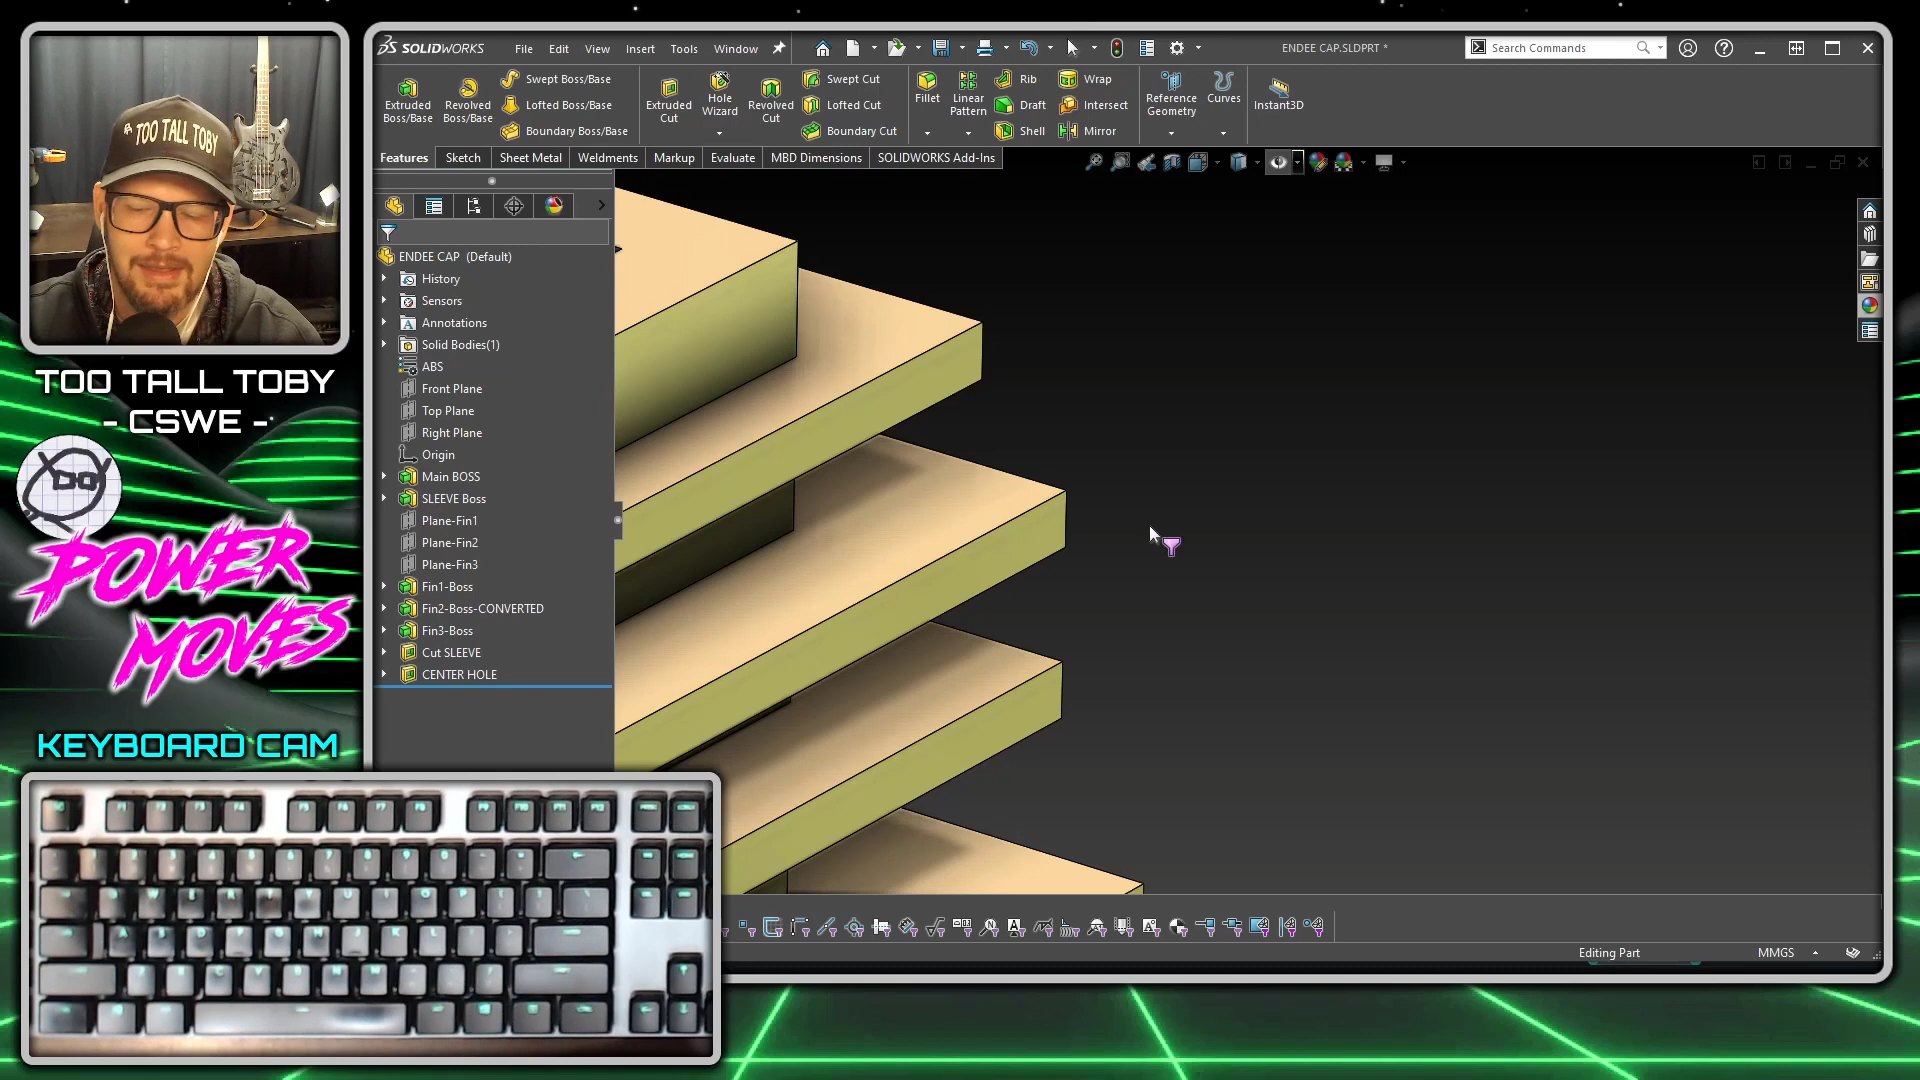 TOO TALL TOBY
TOO TALL TOBY
- CSWE -
POWER
MOVES
KEYBOARD CAM
SOLIDWORKS
File
Edit
View
Insert
Tools
Window
ENDEE CAP.SLDPRT *
Search Commands
Extruded Boss/Base
Revolved Boss/Base
Swept Boss/Base
Lofted Boss/Base
Boundary Boss/Base
Extruded Cut
Hole Wizard
Revolved Cut
Swept Cut
Lofted Cut
Boundary Cut
Fillet
Linear Pattern
Rib
Draft
Shell
Wrap
Intersect
Mirror
Reference Geometry
Curves
Instant3D
Features
Sketch
Sheet Metal
Weldments
Markup
Evaluate
MBD Dimensions
SOLIDWORKS Add-Ins
ENDEE CAP (Default)
History
Sensors
Annotations
Solid Bodies(1)
ABS
Front Plane
Top Plane
Right Plane
Origin
Main BOSS
SLEEVE Boss
Plane-Fin1
Plane-Fin2
Plane-Fin3
Fin1-Boss
Fin2-Boss-CONVERTED
Fin3-Boss
Cut SLEEVE
CENTER HOLE
Editing Part
MMGS